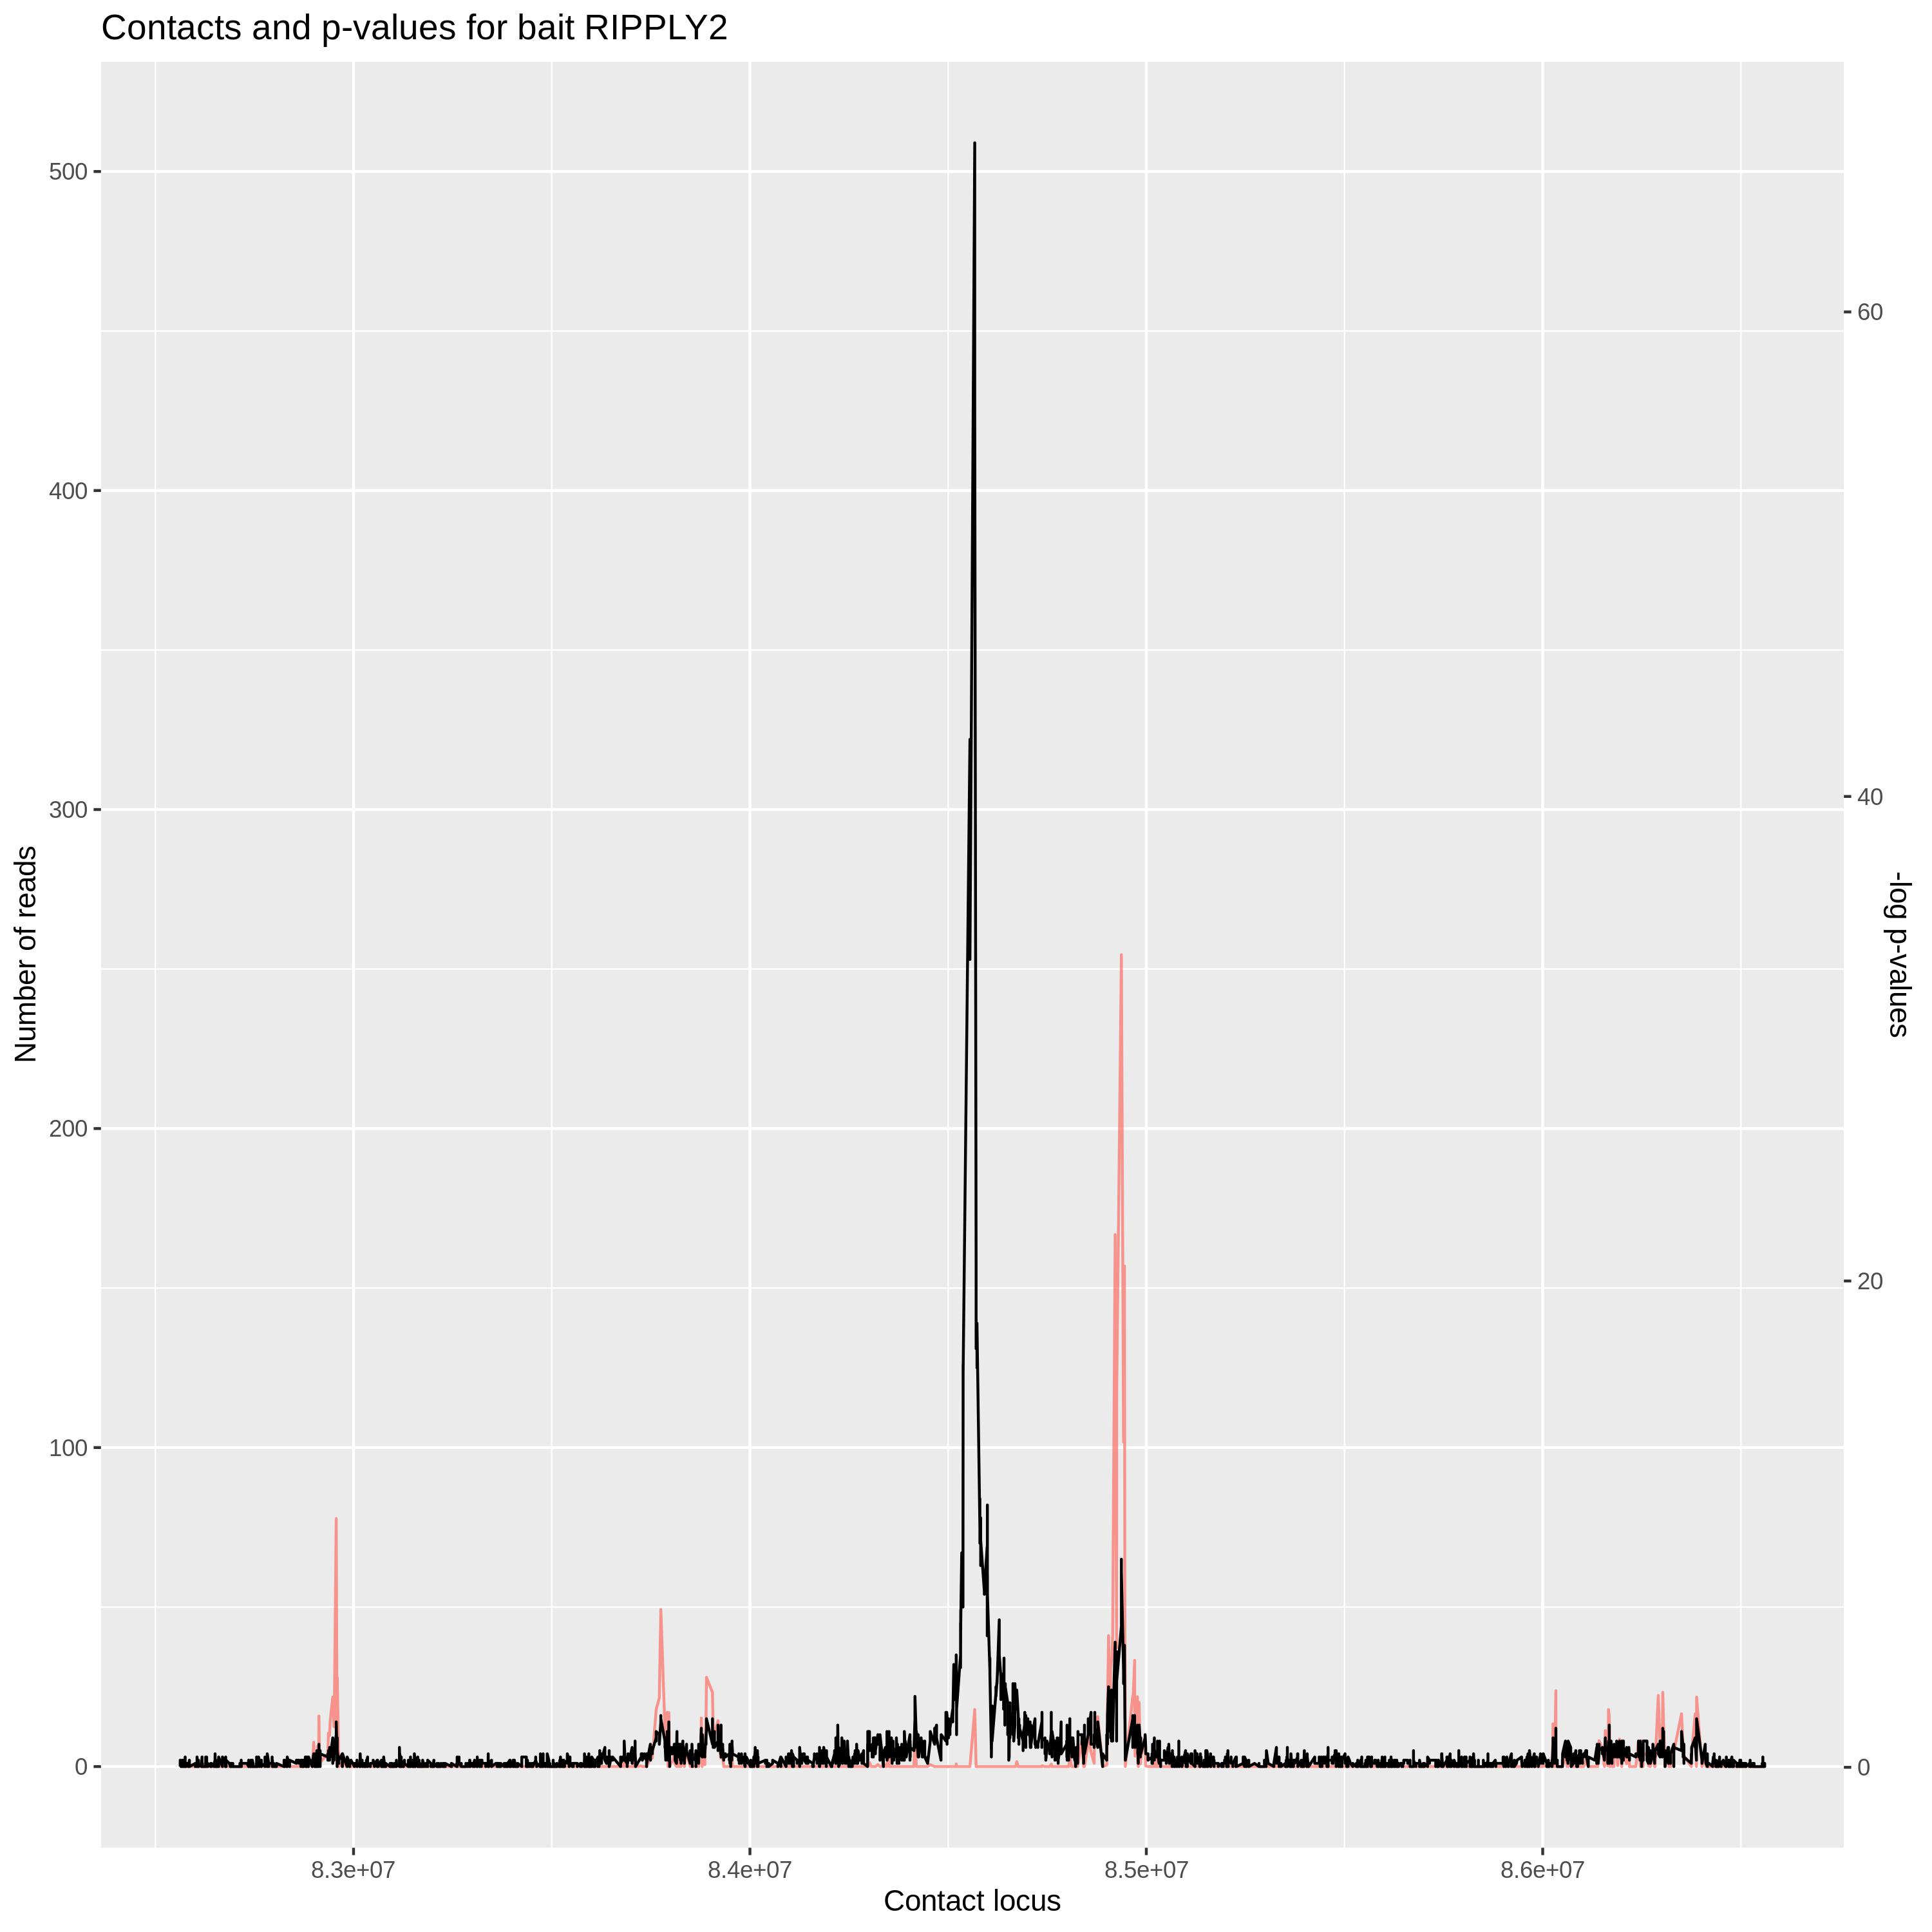 Contacts and p-values for bait RIPPLY2
500
400
300
200
100
0
Number of reads
60
40
20
0
-log p-values
8.3e+07 8.4e+07 8.5e+07 8.6e+07
Contact locus